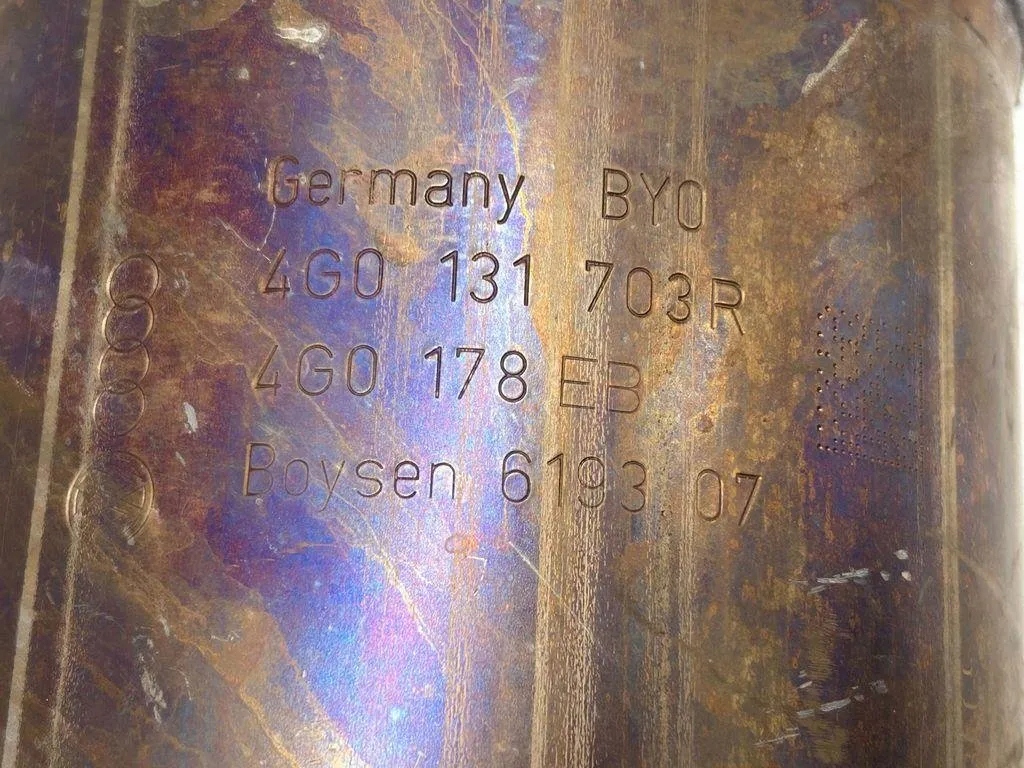 Germany BY0
4G0 131 703R
4G0 178 EB
Boysen 6193.07